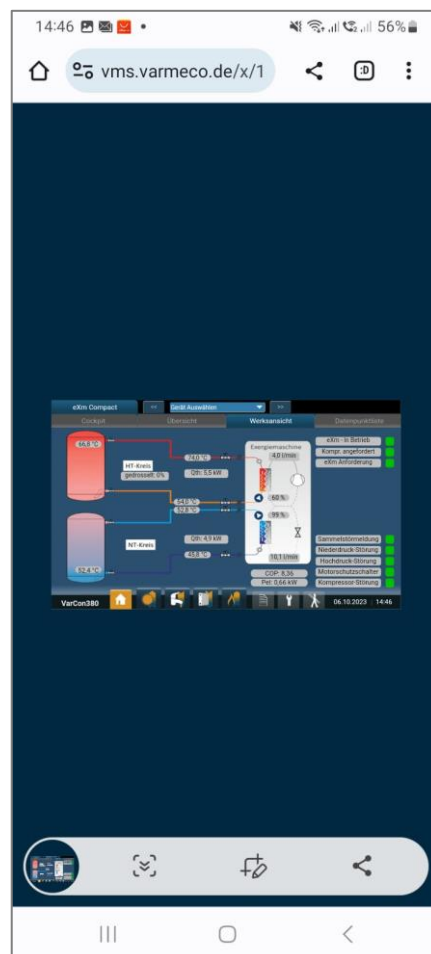 14:46 56%
vms.varmeco.de/x/1 :D
eXm Compact << Gerät Auswählen >>
Cockpit Übersicht Werksansicht Datenpunktliste
66,8 °C
HT-Kreis
gedrosselt: 0%
74,0 °C
Qth: 5,5 kW
54,0 °C
52,8 °C
Energiemaschine
4,0 l/min
60 %
99 %
10,1 l/min
eXm - In Betrieb
Kompr. angefordert
eXm Anforderung
NT-Kreis
Qth: 4,9 kW
45,8 °C
52,4 °C
COP: 8,36
Pel: 0,66 kW
Sammelstörmeldung
Niederdruck-Störung
Hochdruck-Störung
Motorschutzschalter
Kompressor-Störung
VarCon380 06.10.2023 14:46